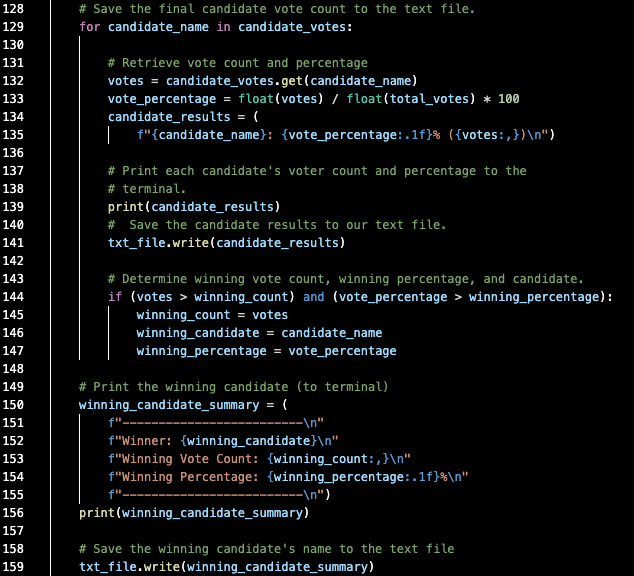 128     # Save the final candidate vote count to the text file.
129     for candidate_name in candidate_votes:
130
131         # Retrieve vote count and percentage
132         votes = candidate_votes.get(candidate_name)
133         vote_percentage = float(votes) / float(total_votes) * 100
134         candidate_results = (
135             f"{candidate_name}: {vote_percentage:.1f}% ({votes:,})\n")
136
137         # Print each candidate's voter count and percentage to the
138         # terminal.
139         print(candidate_results)
140         #  Save the candidate results to our text file.
141         txt_file.write(candidate_results)
142
143         # Determine winning vote count, winning percentage, and candidate.
144         if (votes > winning_count) and (vote_percentage > winning_percentage):
145             winning_count = votes
146             winning_candidate = candidate_name
147             winning_percentage = vote_percentage
148
149     # Print the winning candidate (to terminal)
150     winning_candidate_summary = (
151         f"-------------------------\n"
152         f"Winner: {winning_candidate}\n"
153         f"Winning Vote Count: {winning_count:,}\n"
154         f"Winning Percentage: {winning_percentage:.1f}%\n"
155         f"-------------------------\n")
156     print(winning_candidate_summary)
157
158     # Save the winning candidate's name to the text file
159     txt_file.write(winning_candidate_summary)